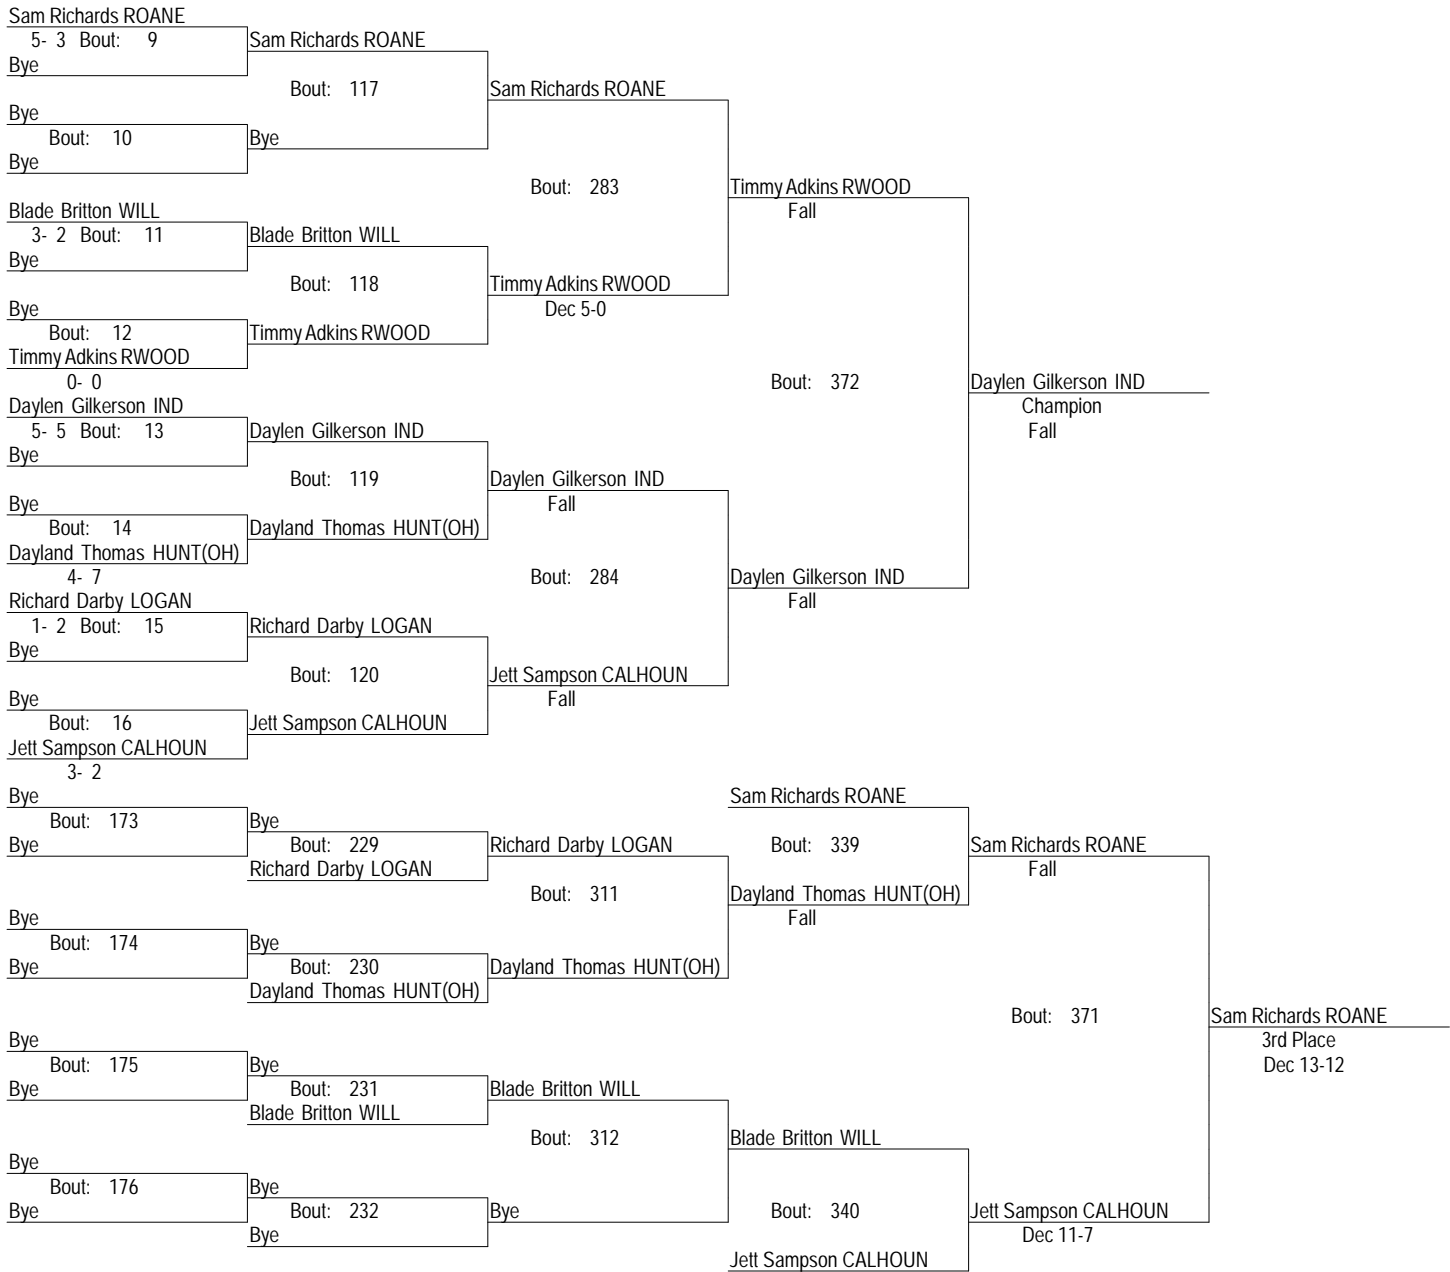 Sam Richards ROANE
5- 3 Bout: 9
Sam Richards ROANE
Bye
Bout: 117
Sam Richards ROANE
Bye
Bout: 10
Bye
Bye
Bout: 283
Timmy Adkins RWOOD
Fall
Blade Britton WILL
3- 2 Bout: 11
Blade Britton WILL
Bye
Bout: 118
Timmy Adkins RWOOD
Dec 5-0
Bye
Bout: 12
Timmy Adkins RWOOD
Timmy Adkins RWOOD
0- 0
Bout: 372
Daylen Gilkerson IND
Champion
Fall
Daylen Gilkerson IND
5- 5 Bout: 13
Daylen Gilkerson IND
Bye
Bout: 119
Daylen Gilkerson IND
Fall
Bye
Bout: 14
Dayland Thomas HUNT(OH)
Dayland Thomas HUNT(OH)
4- 7
Bout: 284
Daylen Gilkerson IND
Fall
Richard Darby LOGAN
1- 2 Bout: 15
Richard Darby LOGAN
Bye
Bout: 120
Jett Sampson CALHOUN
Fall
Bye
Bout: 16
Jett Sampson CALHOUN
Jett Sampson CALHOUN
3- 2
Bye
Sam Richards ROANE
Bout: 173
Bye
Bye
Bout: 229
Richard Darby LOGAN
Bout: 339
Sam Richards ROANE
Fall
Richard Darby LOGAN
Bout: 311
Dayland Thomas HUNT(OH)
Fall
Bye
Bout: 174
Bye
Bye
Bout: 230
Dayland Thomas HUNT(OH)
Dayland Thomas HUNT(OH)
Bout: 371
Sam Richards ROANE
3rd Place
Dec 13-12
Bye
Bout: 175
Bye
Bye
Bout: 231
Blade Britton WILL
Blade Britton WILL
Bout: 312
Blade Britton WILL
Bye
Bout: 176
Bye
Bye
Bout: 232
Bye
Bout: 340
Jett Sampson CALHOUN
Dec 11-7
Bye
Jett Sampson CALHOUN